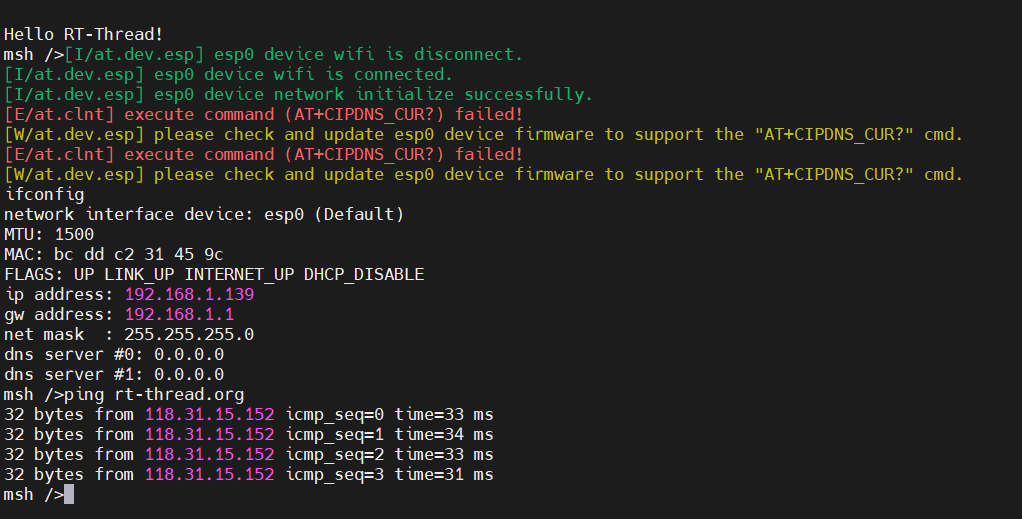 Hello RT-Thread!
msh />[I/at.dev.esp] esp0 device wifi is disconnect.
[I/at.dev.esp] esp0 device wifi is connected.
[I/at.dev.esp] esp0 device network initialize successfully.
[E/at.clnt] execute command (AT+CIPDNS_CUR?) failed!
[W/at.dev.esp] please check and update esp0 device firmware to support the "AT+CIPDNS_CUR?" cmd.
[E/at.clnt] execute command (AT+CIPDNS_CUR?) failed!
[W/at.dev.esp] please check and update esp0 device firmware to support the "AT+CIPDNS_CUR?" cmd.
ifconfig
network interface device: esp0 (Default)
MTU: 1500
MAC: bc dd c2 31 45 9c
FLAGS: UP LINK_UP INTERNET_UP DHCP_DISABLE
ip address: 192.168.1.139
gw address: 192.168.1.1
net mask  : 255.255.255.0
dns server #0: 0.0.0.0
dns server #1: 0.0.0.0
msh />ping rt-thread.org
32 bytes from 118.31.15.152 icmp_seq=0 time=33 ms
32 bytes from 118.31.15.152 icmp_seq=1 time=34 ms
32 bytes from 118.31.15.152 icmp_seq=2 time=33 ms
32 bytes from 118.31.15.152 icmp_seq=3 time=31 ms
msh />